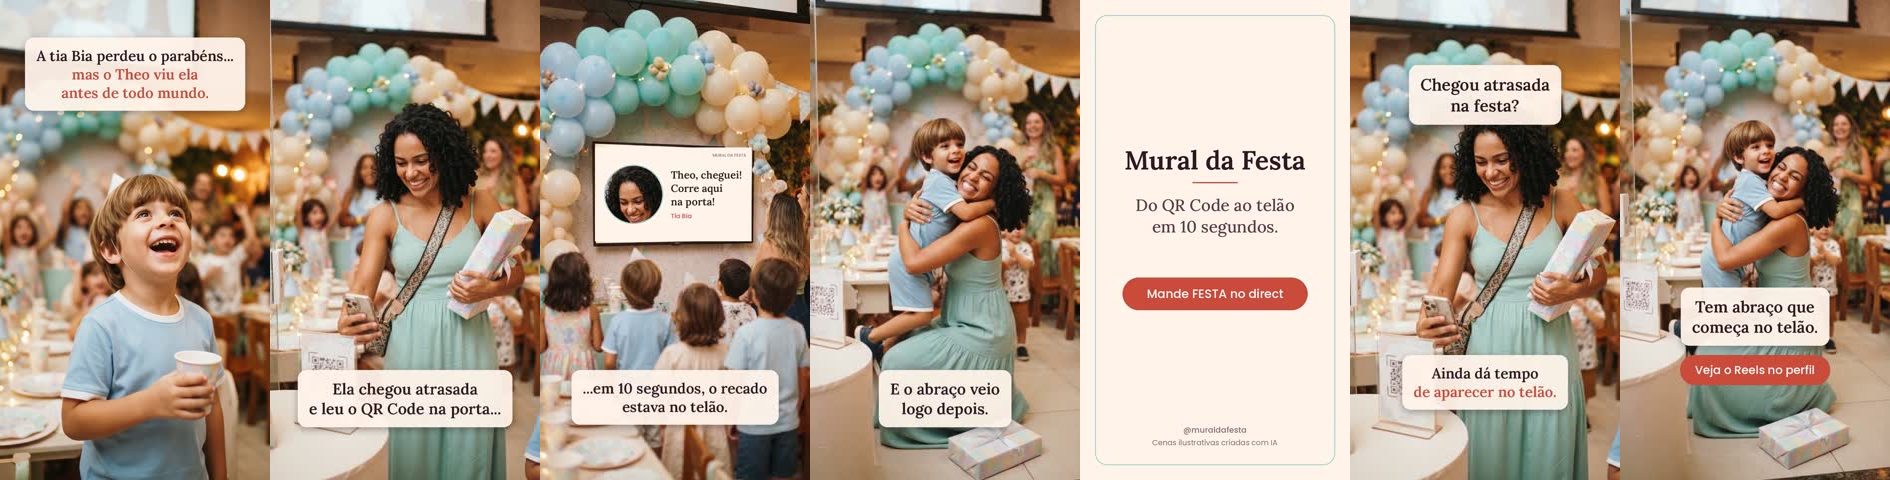 A tia Bia perdeu o parabéns...
mas o Theo viu ela
antes de todo mundo.
Ela chegou atrasada
e leu o QR Code na porta...
MURAL DA FESTA
Theo, cheguei!
Corre aqui
na porta!
Tia Bia
...em 10 segundos, o recado
estava no telão.
E o abraço veio
logo depois.
Mural da Festa
Do QR Code ao telão
em 10 segundos.
Mande FESTA no direct
@muraldafesta
Cenas ilustrativas criadas com IA
Chegou atrasada
na festa?
Ainda dá tempo
de aparecer no telão.
Tem abraço que
começa no telão.
Veja o Reels no perfil